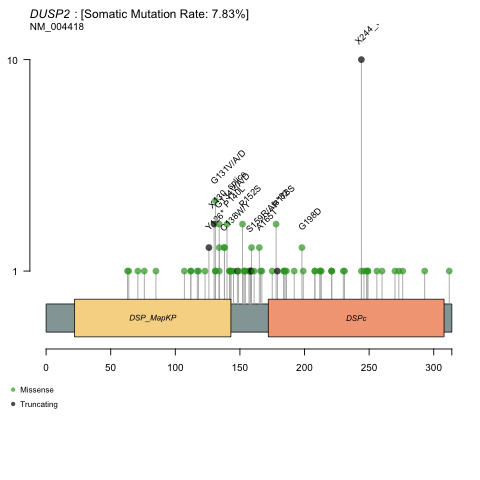 DUSP2 : [Somatic Mutation Rate: 7.83%]
NM_004418
X244_
10
G131V/A/D
P152S
G198D
1
DSP_MapKP
DSPc
0
50
100
150
200
250
300
Missense
Truncating